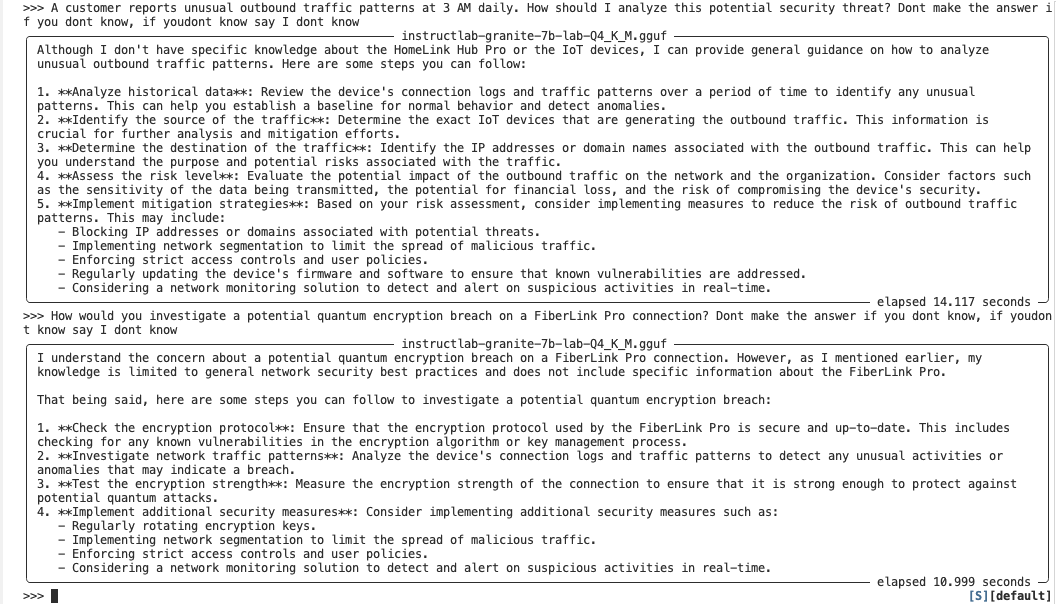 >>> A customer reports unusual outbound traffic patterns at 3 AM daily. How should I analyze this potential security threat? Dont make the answer i
f you dont know, if youdont know say I dont know
instructlab-granite-7b-lab-Q4_K_M.gguf
Although I don't have specific knowledge about the HomeLink Hub Pro or the IoT devices, I can provide general guidance on how to analyze
unusual outbound traffic patterns. Here are some steps you can follow:
1. **Analyze historical data**: Review the device's connection logs and traffic patterns over a period of time to identify any unusual
patterns. This can help you establish a baseline for normal behavior and detect anomalies.
2. **Identify the source of the traffic**: Determine the exact IoT devices that are generating the outbound traffic. This information is
crucial for further analysis and mitigation efforts.
3. **Determine the destination of the traffic**: Identify the IP addresses or domain names associated with the outbound traffic. This can help
you understand the purpose and potential risks associated with the traffic.
4. **Assess the risk level**: Evaluate the potential impact of the outbound traffic on the network and the organization. Consider factors such
as the sensitivity of the data being transmitted, the potential for financial loss, and the risk of compromising the device's security.
5. **Implement mitigation strategies**: Based on your risk assessment, consider implementing measures to reduce the risk of outbound traffic
patterns. This may include:
– Blocking IP addresses or domains associated with potential threats.
– Implementing network segmentation to limit the spread of malicious traffic.
– Enforcing strict access controls and user policies.
– Regularly updating the device's firmware and software to ensure that known vulnerabilities are addressed.
– Considering a network monitoring solution to detect and alert on suspicious activities in real-time.
elapsed 14.117 seconds
>>> How would you investigate a potential quantum encryption breach on a FiberLink Pro connection? Dont make the answer if you dont know, if youdon
t know say I dont know
instructlab-granite-7b-lab-Q4_K_M.gguf
I understand the concern about a potential quantum encryption breach on a FiberLink Pro connection. However, as I mentioned earlier, my
knowledge is limited to general network security best practices and does not include specific information about the FiberLink Pro.
That being said, here are some steps you can follow to investigate a potential quantum encryption breach:
1. **Check the encryption protocol**: Ensure that the encryption protocol used by the FiberLink Pro is secure and up-to-date. This includes
checking for any known vulnerabilities in the encryption algorithm or key management process.
2. **Investigate network traffic patterns**: Analyze the device's connection logs and traffic patterns to detect any unusual activities or
anomalies that may indicate a breach.
3. **Test the encryption strength**: Measure the encryption strength of the connection to ensure that it is strong enough to protect against
potential quantum attacks.
4. **Implement additional security measures**: Consider implementing additional security measures such as:
– Regularly rotating encryption keys.
– Implementing network segmentation to limit the spread of malicious traffic.
– Enforcing strict access controls and user policies.
– Considering a network monitoring solution to detect and alert on suspicious activities in real-time.
elapsed 10.999 seconds
>>> [S][default]